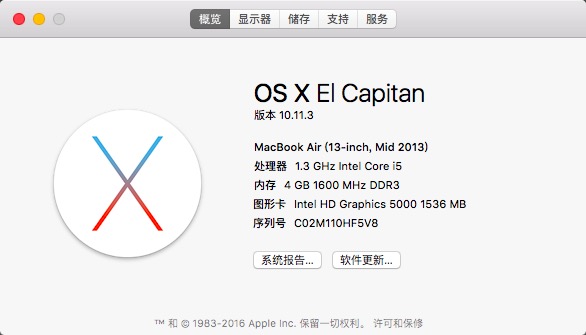 概览 显示器 储存 支持 服务
OS X El Capitan
版本 10.11.3
MacBook Air (13-inch, Mid 2013)
处理器 1.3 GHz Intel Core i5
内存 4 GB 1600 MHz DDR3
图形卡 Intel HD Graphics 5000 1536 MB
序列号 C02M110HF5V8
系统报告... 软件更新...
™ 和 © 1983-2016 Apple Inc. 保留一切权利。 许可和保修